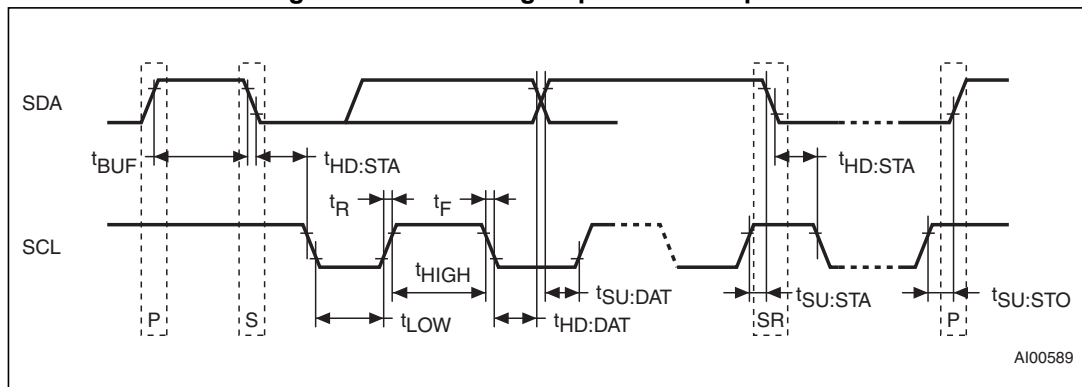 SDA
tBUF
tHD:STA
tHD:STA
tR
tF
SCL
tHIGH
tSU:DAT
tSU:STA
tSU:STO
tLOW
tHD:DAT
P
S
SR
P
AI00589